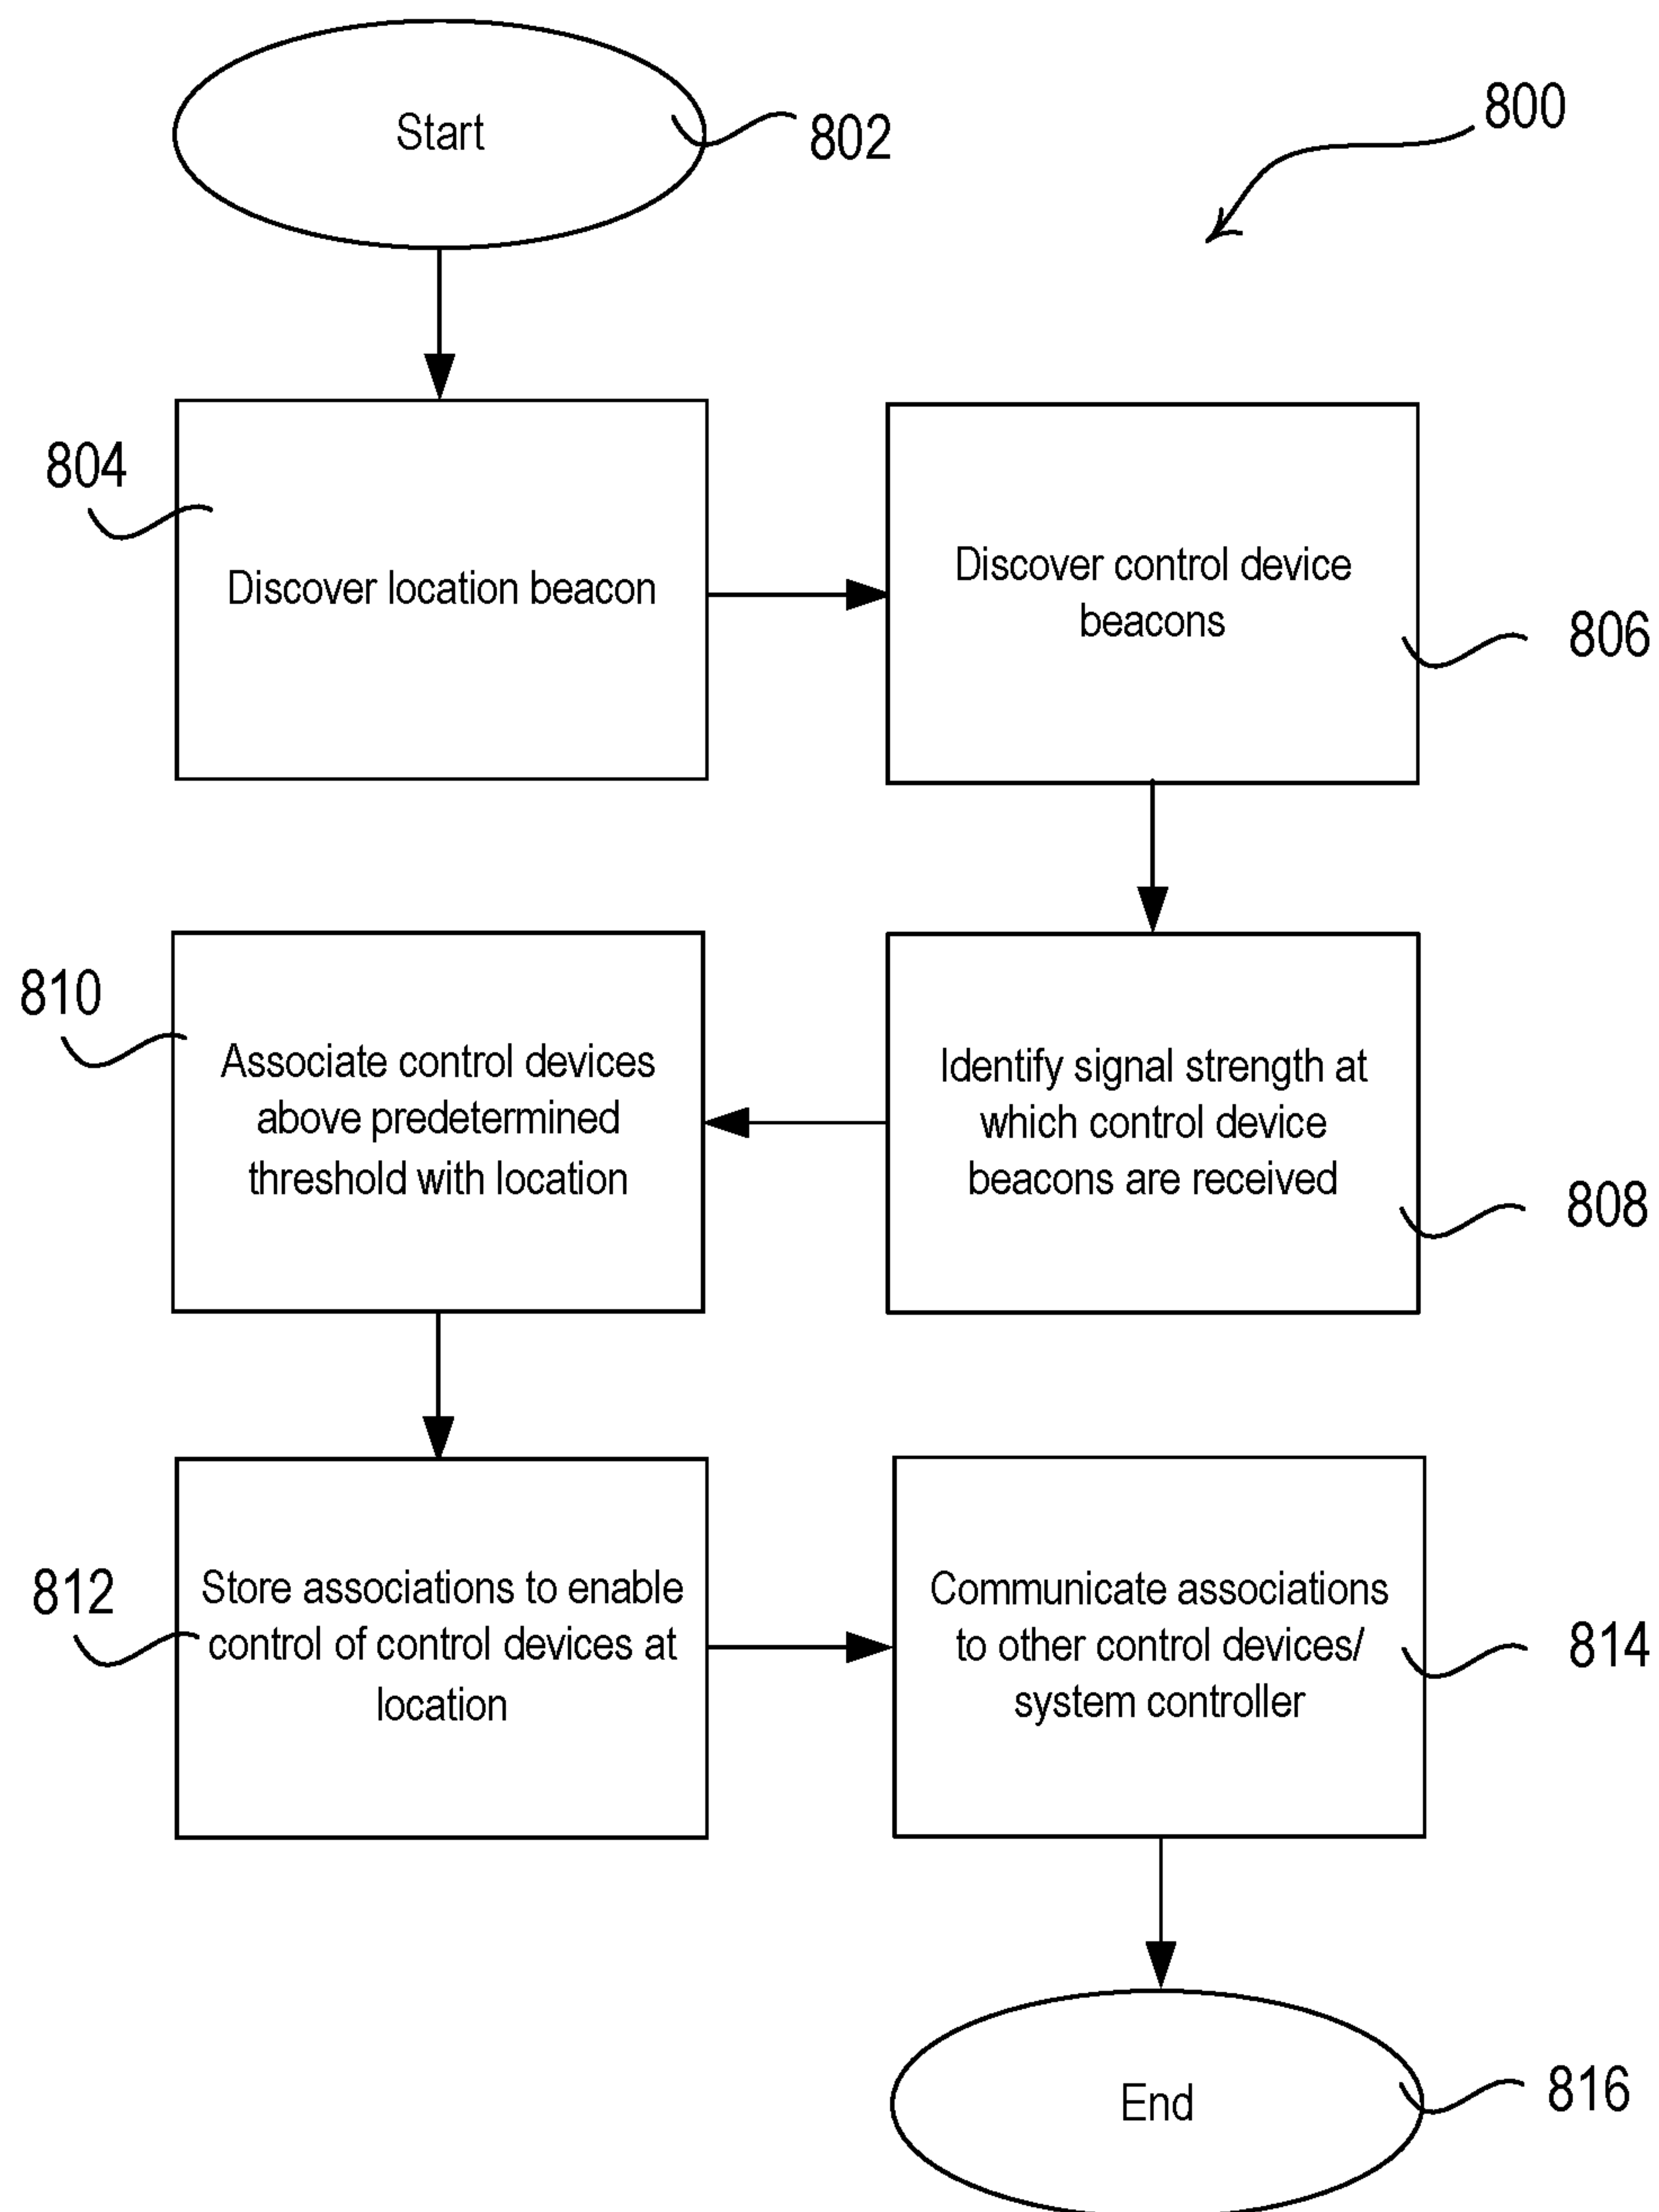 Start
802
800
804
Discover location beacon
Discover control device
beacons
806
810
Associate control devices
above predetermined
threshold with location
Identify signal strength at
which control device
beacons are received
808
812
Store associations to enable
control of control devices at
location
Communicate associations
to other control devices/
system controller
814
End
816